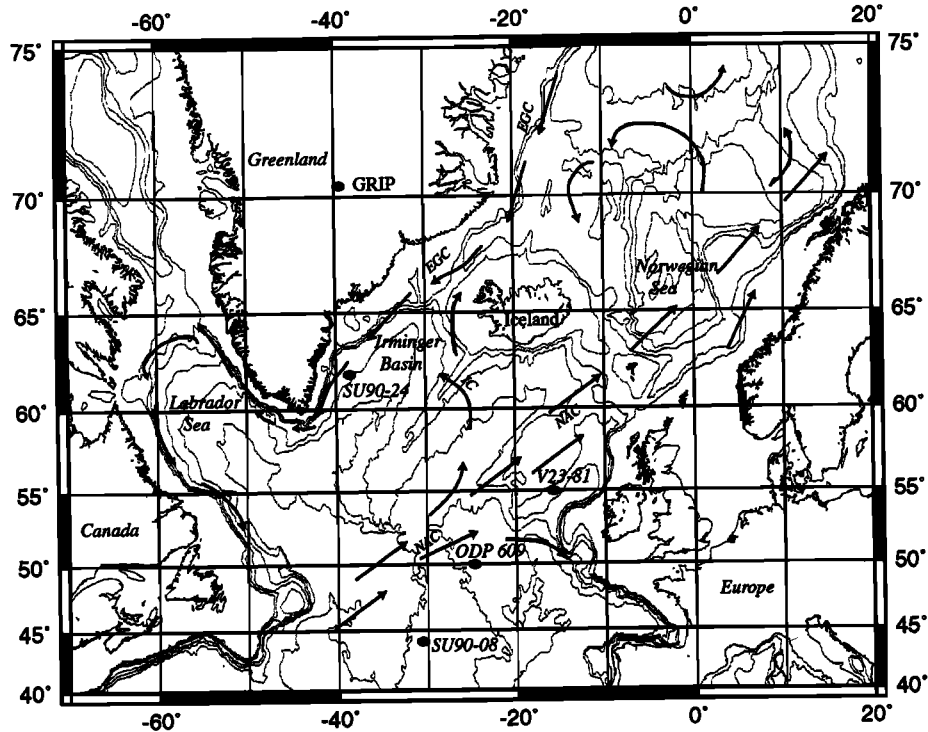 -60° -40° -20° 0° 20°
75° 75°
EGC
Greenland
GRIP
70° 70°
EGC
Norwegian
Sea
65° Iceland 65°
Irminger
Basin
SU90-24
IC
Labrador
Sea
60° 60°
NAC
V23-81
55° 55°
Canada
NAC
ODP 609
50° 50°
Europe
45° 45°
SU90-08
40° 40°
-60° -40° -20° 0° 20°